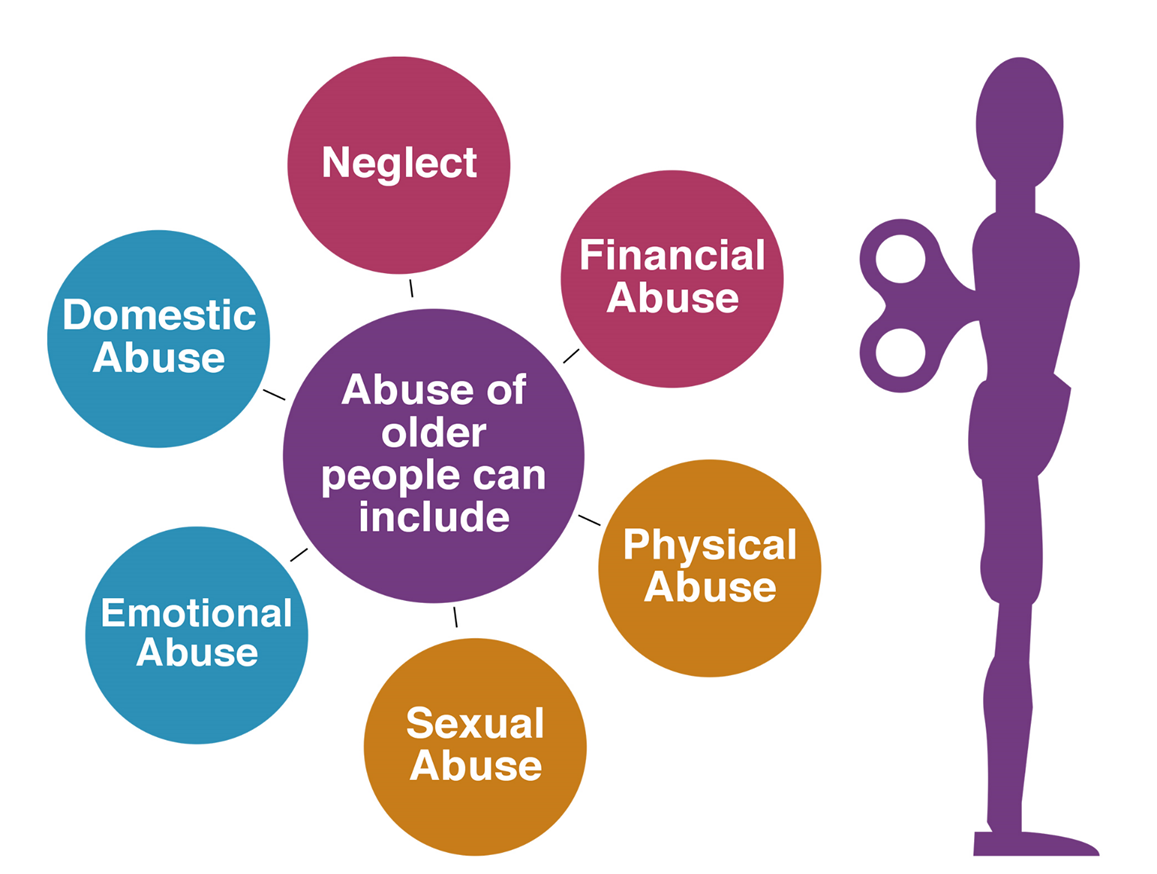 Neglect
Financial
Abuse
Domestic
Abuse
Abuse of
older
people can
include
Physical
Abuse
Emotional
Abuse
Sexual
Abuse